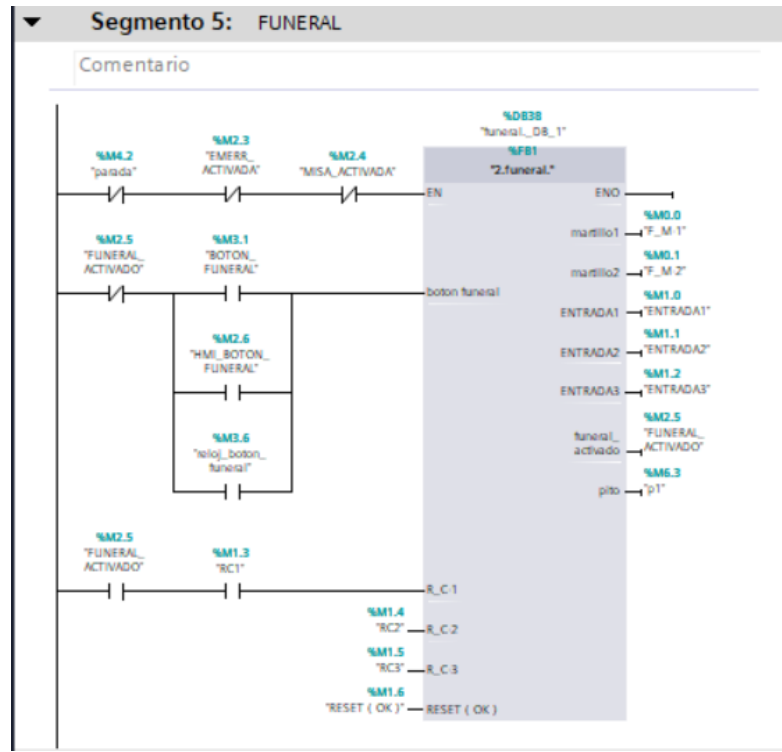 Segmento 5: FUNERAL
Comentario
%DB38
"funeral._DB_1"
%M4.2
"parada"
%M2.3
"EMERR_
ACTIVADA"
%M2.4
"MISA_ACTIVADA"
%FB1
"2.funeral."
EN
ENO
martillo1
%M0.0
"F_M-1"
martillo2
%M0.1
"F_M-2"
%M2.5
"FUNERAL_
ACTIVADO"
%M3.1
"BOTON_
FUNERAL"
boton funeral
ENTRADA1
%M1.0
"ENTRADA1"
%M2.6
"HMI_BOTON_
FUNERAL"
ENTRADA2
%M1.1
"ENTRADA2"
ENTRADA3
%M1.2
"ENTRADA3"
%M3.6
"reloj_boton_
funeral"
funeral_
activado
%M2.5
"FUNERAL_
ACTIVADO"
pito
%M6.3
"p1"
%M2.5
"FUNERAL_
ACTIVADO"
%M1.3
"RC1"
R_C-1
%M1.4
"RC2"
R_C-2
%M1.5
"RC3"
R_C-3
%M1.6
"RESET ( OK )"
RESET ( OK )